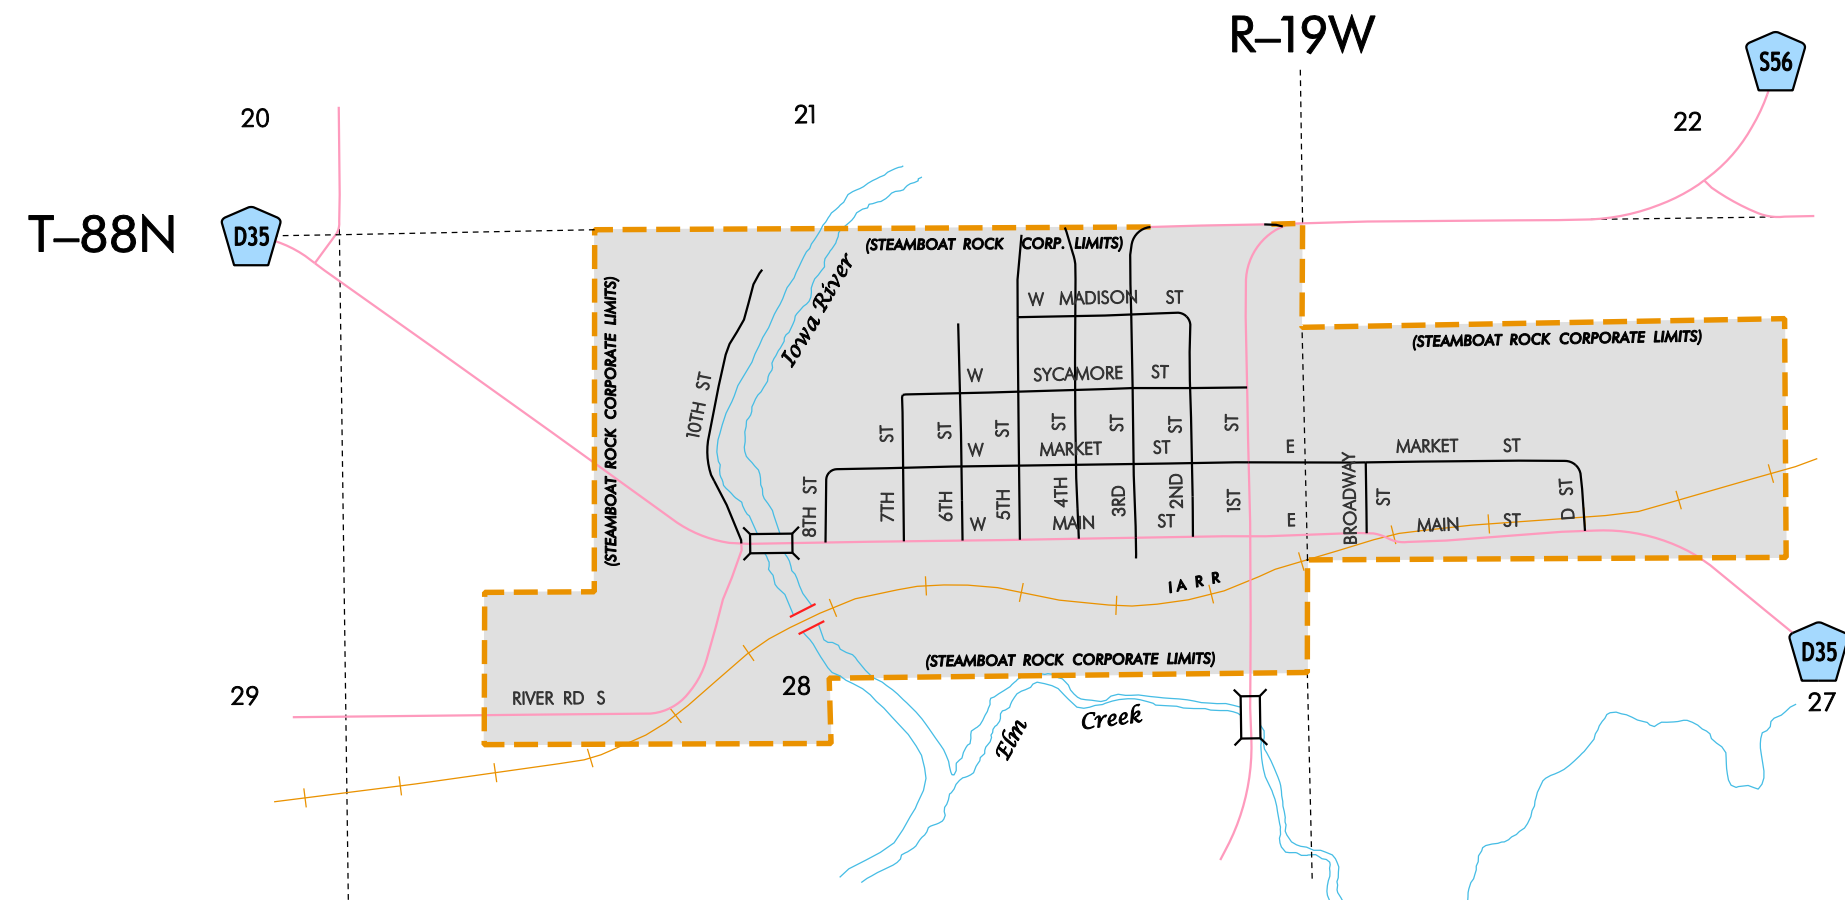 R–19W
S56
20
21
22
T–88N
D35
(STEAMBOAT ROCK CORP. LIMITS)
(STEAMBOAT ROCK CORPORATE LIMITS)
Iowa River
W MADISON ST
(STEAMBOAT ROCK CORPORATE LIMITS)
W SYCAMORE ST
10TH ST
W MARKET ST
E MARKET ST
8TH ST
7TH ST
6TH ST
5TH ST
4TH ST
3RD ST
2ND ST
1ST ST
BROADWAY ST
D ST
W MAIN ST
E MAIN ST
IARR
(STEAMBOAT ROCK CORPORATE LIMITS)
D35
29
RIVER RD S
28
27
Elm Creek